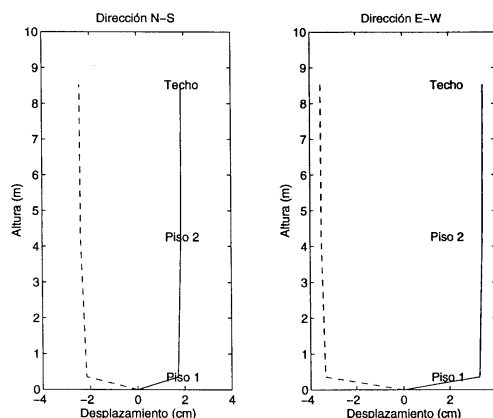 Dirección N-S
10
9
8
7
6
5
4
3
2
1
0
Altura (m)
Techo
Piso 2
Piso 1
-4 -2 0 2 4
Desplazamiento (cm)
Dirección E-W
10
9
8
7
6
5
4
3
2
1
0
Altura (m)
Techo
Piso 2
Piso 1
-4 -2 0 2
Desplazamiento (cm)